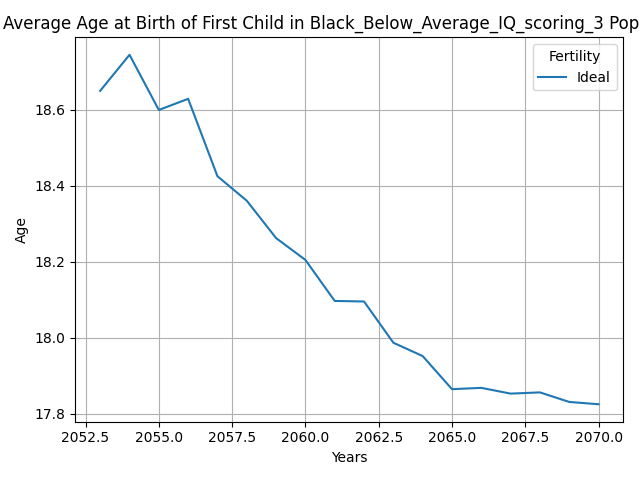 Average Age at Birth of First Child in Black_Below_Average_IQ_scoring_3 Pop
Fertility
Ideal
18.6
18.4
18.2
18.0
17.8
Age
2052.5 2055.0 2057.5 2060.0 2062.5 2065.0 2067.5 2070.0
Years